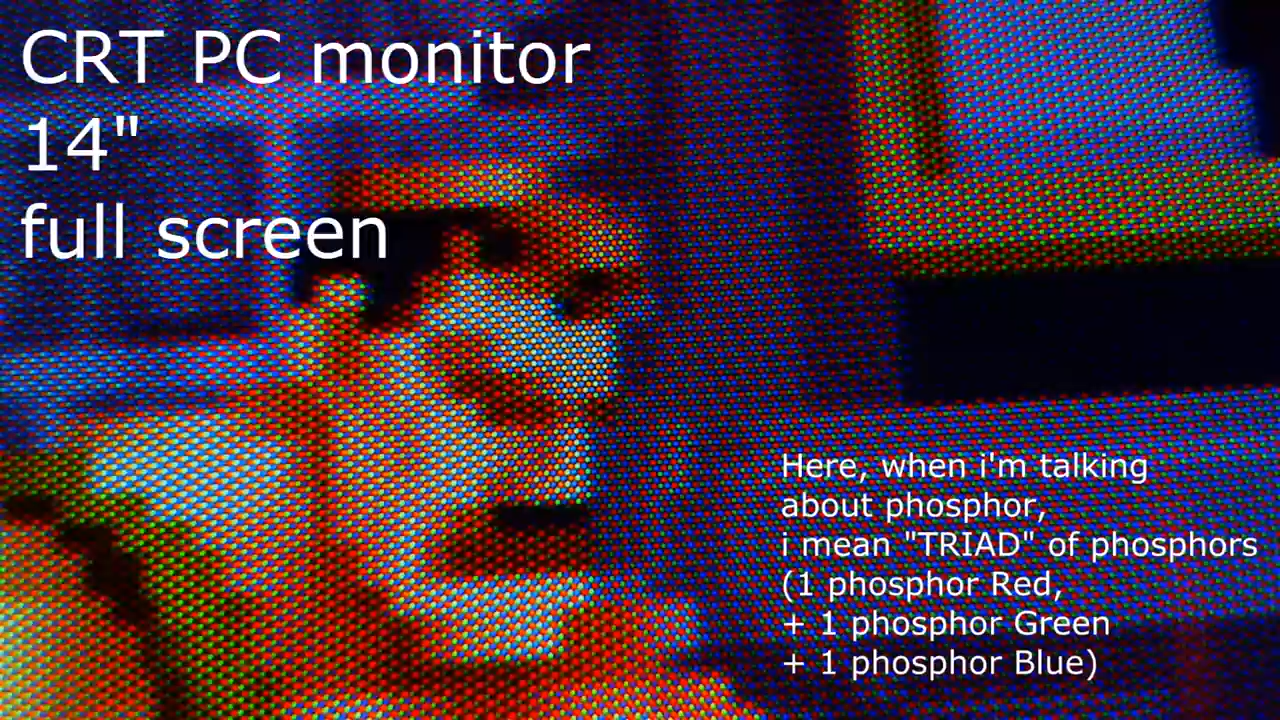 CRT PC monitor
14"
full screen
Here, when i'm talking
about phosphor,
i mean "TRIAD" of phosphors
(1 phosphor Red,
+ 1 phosphor Green
+ 1 phosphor Blue)